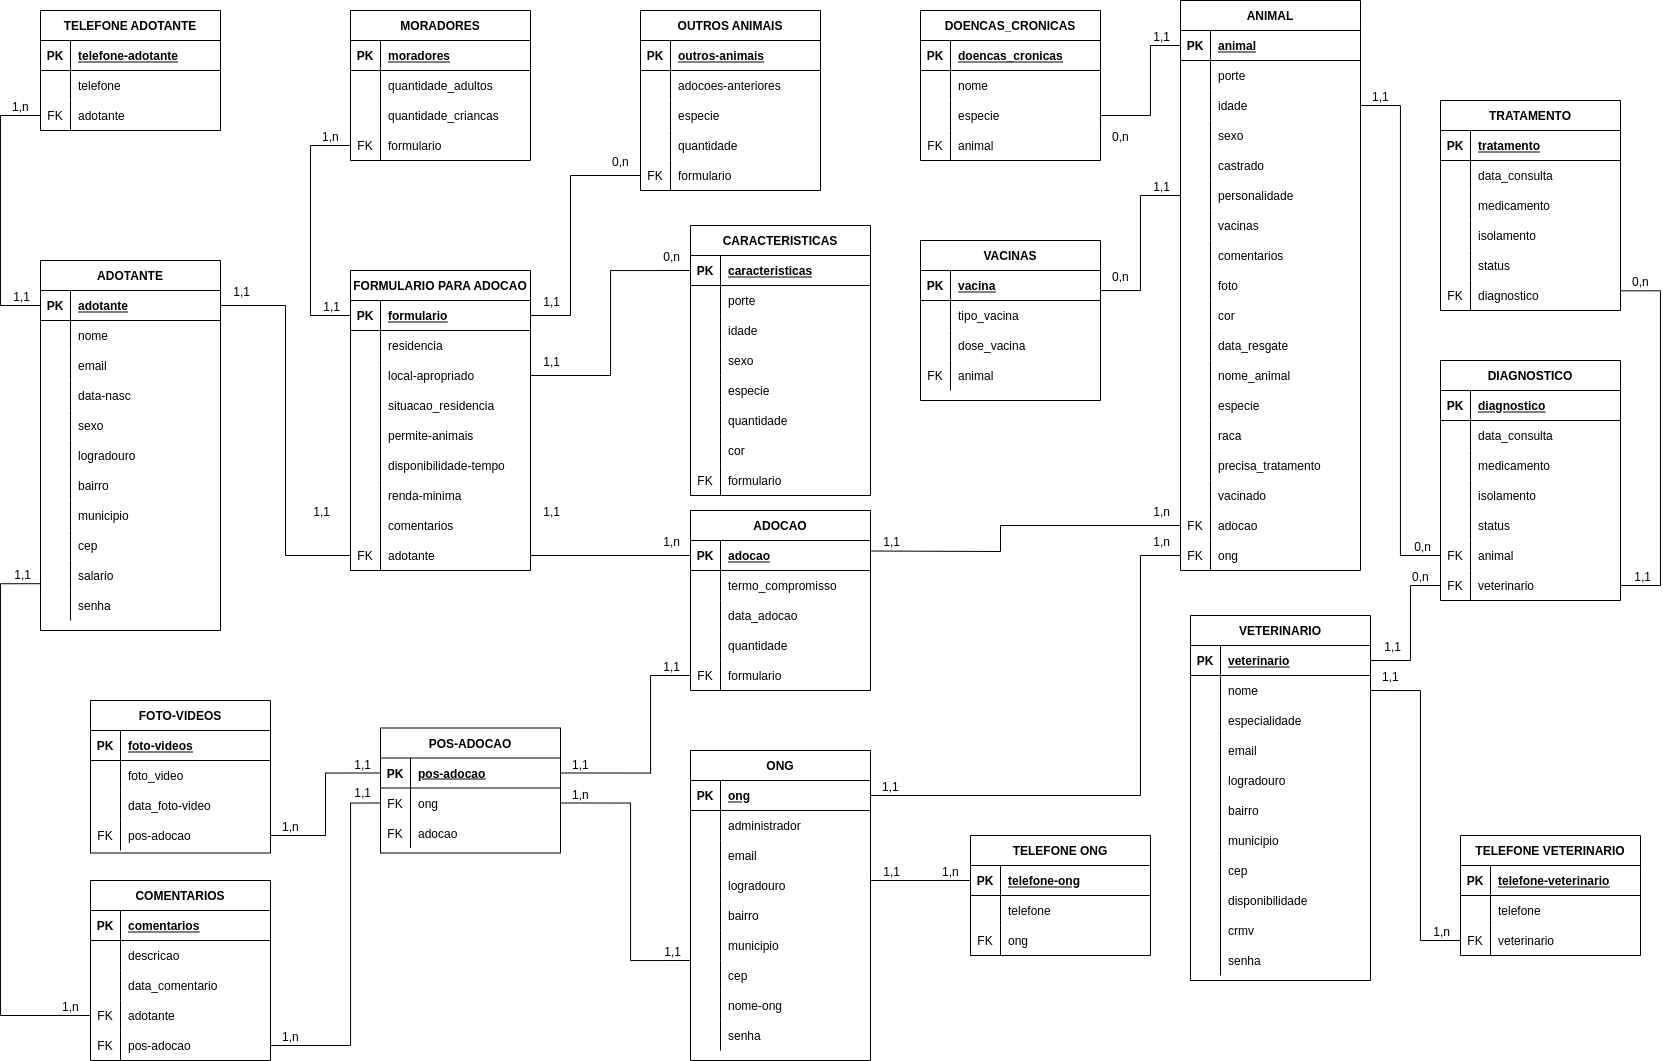 TELEFONE ADOTANTE
PK telefone-adotante
telefone
FK adotante
1,n
1,1
MORADORES
PK moradores
quantidade_adultos
quantidade_criancas
FK formulario
1,n
1,1
OUTROS ANIMAIS
PK outros-animais
adocoes-anteriores
especie
quantidade
FK formulario
0,n
1,1
DOENCAS_CRONICAS
PK doencas_cronicas
nome
especie
FK animal
0,n
1,1
ANIMAL
PK animal
porte
idade
sexo
castrado
personalidade
vacinas
comentarios
foto
cor
data_resgate
nome_animal
especie
raca
precisa_tratamento
vacinado
FK adocao
FK ong
1,1
1,1
1,n
1,n
TRATAMENTO
PK tratamento
data_consulta
medicamento
isolamento
status
FK diagnostico
0,n
ADOTANTE
PK adotante
nome
email
data-nasc
sexo
logradouro
bairro
municipio
cep
salario
senha
1,1
1,1
FORMULARIO PARA ADOCAO
PK formulario
residencia
local-apropriado
situacao_residencia
permite-animais
disponibilidade-tempo
renda-minima
comentarios
FK adotante
1,1
1,1
1,1
CARACTERISTICAS
PK caracteristicas
porte
idade
sexo
especie
quantidade
cor
FK formulario
0,n
VACINAS
PK vacina
tipo_vacina
dose_vacina
FK animal
0,n
DIAGNOSTICO
PK diagnostico
data_consulta
medicamento
isolamento
status
FK animal
FK veterinario
0,n
0,n
1,1
ADOCAO
PK adocao
termo_compromisso
data_adocao
quantidade
FK formulario
1,n
1,1
1,1
VETERINARIO
PK veterinario
nome
especialidade
email
logradouro
bairro
municipio
cep
disponibilidade
crmv
senha
1,1
1,1
FOTO-VIDEOS
PK foto-videos
foto_video
data_foto-video
FK pos-adocao
1,n
POS-ADOCAO
PK pos-adocao
FK ong
FK adocao
1,1
1,1
1,1
1,n
ONG
PK ong
administrador
email
logradouro
bairro
municipio
cep
nome-ong
senha
1,1
1,1
1,1
TELEFONE ONG
PK telefone-ong
telefone
FK ong
1,n
TELEFONE VETERINARIO
PK telefone-veterinario
telefone
FK veterinario
1,n
COMENTARIOS
PK comentarios
descricao
data_comentario
FK adotante
FK pos-adocao
1,n
1,n